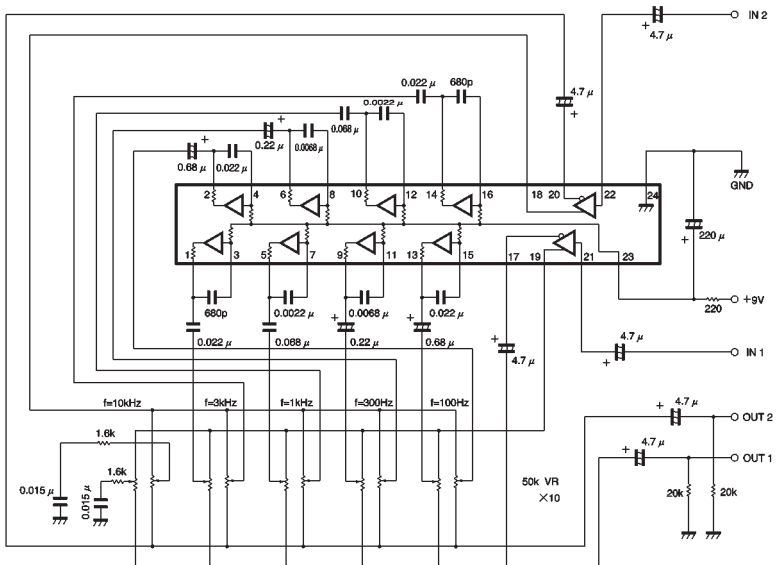 IN 2
4.7 μ
4.7 μ
0.022 μ 680p
0.0022 μ
0.068 μ
0.22 μ
0.0068 μ
0.68 μ
0.022 μ
2 4 6 8 10 12 14 16 18 20 22 24
GND
220 μ
1 3 5 7 9 11 13 15 17 19 21 23
+9V
220
680p
0.0022 μ
0.0068 μ
0.022 μ
0.022 μ
0.068 μ
0.22 μ
0.68 μ
4.7 μ
4.7 μ
IN 1
f=10kHz f=3kHz f=1kHz f=300Hz f=100Hz
4.7 μ
OUT 2
4.7 μ
OUT 1
1.6k
1.6k
0.015 μ
0.015 μ
50k VR
×10
20k
20k